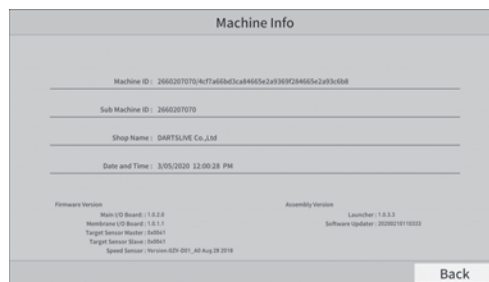 Machine Info
Machine ID : 2660207070/4cf7a66bd3ca84665e2a9369f284665e2a93c6b8
Sub Machine ID : 2660207070
Shop Name : DARTSLIVE Co.,Ltd
Date and Time : 3/05/2020 12:00:28 PM
Firmware Version
Main I/O Board : 1.0.2.0
Membrane I/O Board : 1.0.1.1
Target Sensor Master : 0x0041
Target Sensor Slave : 0x0041
Speed Sensor : Version GZV-D01_A0 Aug 28 2018
Assembly Version
Launcher : 1.0.3.3
Software Updater : 20200210110333
Back